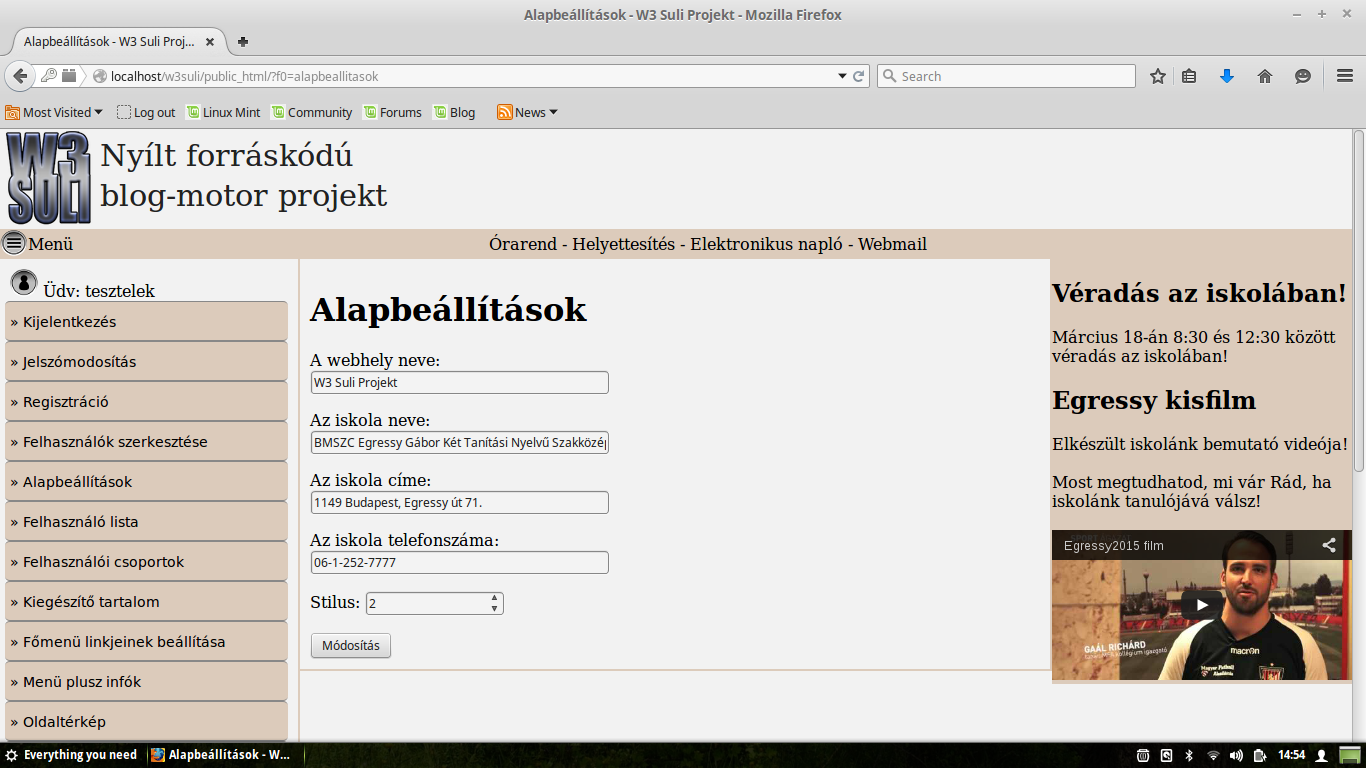 Alapbeállítások - W3 Suli Projekt - Mozilla Firefox
Alapbeállítások - W3 Suli Proj...
localhost/w3suli/public_html/?f0=alapbeallitasok
Search
Most Visited
Log out
Linux Mint
Community
Forums
Blog
News
W3 SULI
Nyílt forráskódú
blog-motor projekt
Menü
Órarend - Helyettesítés - Elektronikus napló - Webmail
Üdv: tesztelek
» Kijelentkezés
» Jelszómodosítás
» Regisztráció
» Felhasználók szerkesztése
» Alapbeállítások
» Felhasználó lista
» Felhasználói csoportok
» Kiegészítő tartalom
» Főmenü linkjeinek beállítása
» Menü plusz infók
» Oldaltérkép
Alapbeállítások
A webhely neve:
W3 Suli Projekt
Az iskola neve:
BMSZC Egressy Gábor Két Tanítási Nyelvű Szakközép
Az iskola címe:
1149 Budapest, Egressy út 71.
Az iskola telefonszáma:
06-1-252-7777
Stilus: 2
Módosítás
Véradás az iskolában!
Március 18-án 8:30 és 12:30 között
véradás az iskolában!
Egressy kisfilm
Elkészült iskolánk bemutató videója!
Most megtudhatod, mi vár Rád, ha
iskolánk tanulójává válsz!
Egressy2015 film
GAÁL RICHÁRD
kollégium igazgató
macron
Magyar Futball
Akadémia
Everything you need
Alapbeállítások - W...
14:54